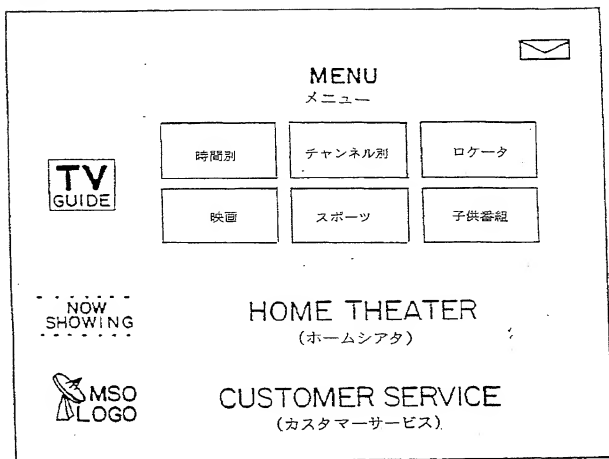 MENU
メニュー
時間別 チャンネル別 ロケータ
TV
GUIDE
映画 スポーツ 子供番組
NOW
SHOWING
HOME THEATER
(ホームシアタ)
MSO
LOGO
CUSTOMER SERVICE
(カスタマーサービス)